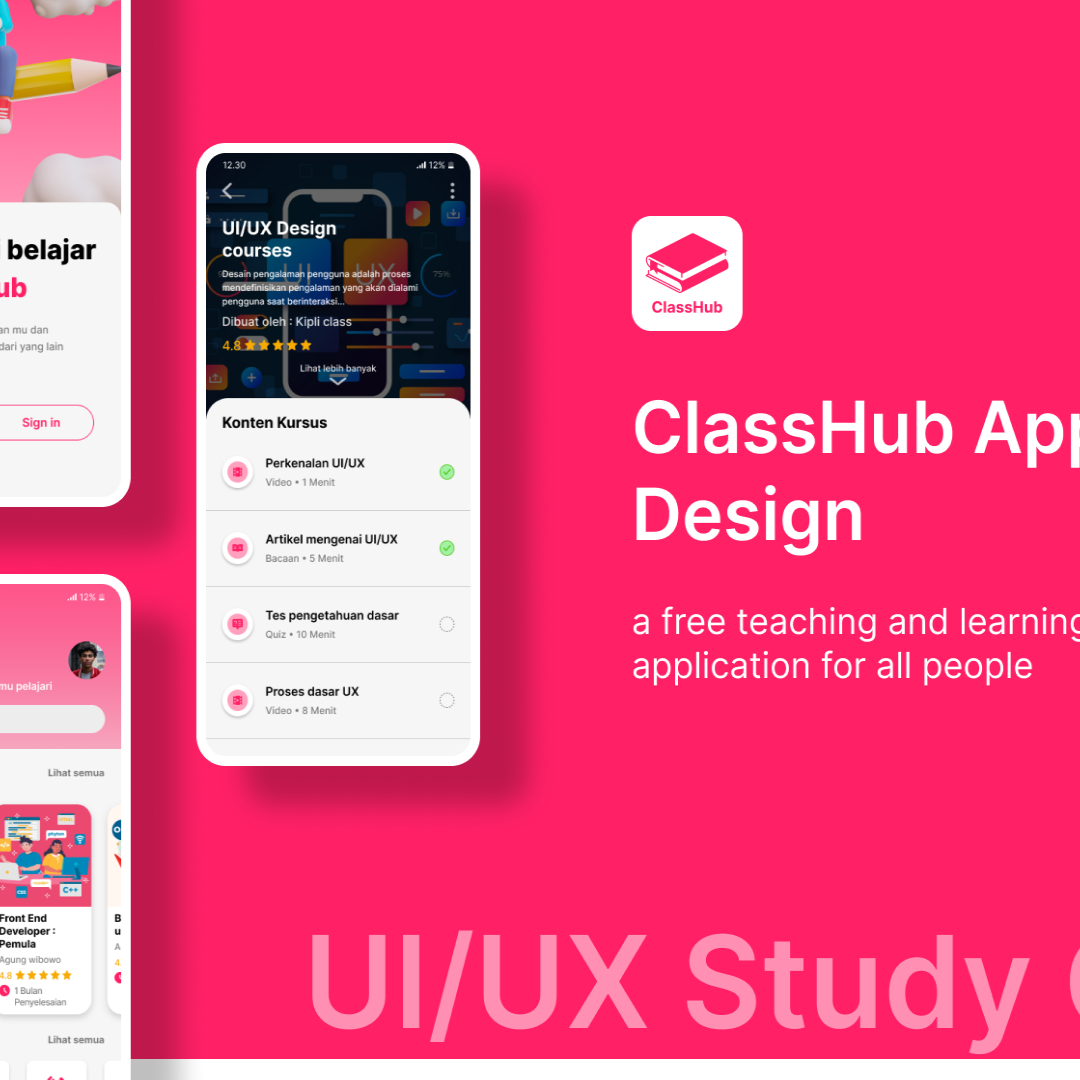 belajar
ub
an mu dan
dari yang lain
Sign in
12%
mu pelajari
Lihat semua
python
C++
CSS
Front End
Developer :
Pemula
Agung wibowo
4.8
1 Bulan
Penyelesaian
Lihat semua
12.30
12%
UI/UX Design
courses
Desain pengalaman pengguna adalah proses
mendefinisikan pengalaman yang akan dialami
pengguna saat berinteraksi...
Dibuat oleh : Kipli class
4.8
Lihat lebih banyak
UI
UX
75%
Konten Kursus
Perkenalan UI/UX
Video • 1 Menit
Artikel mengenai UI/UX
Bacaan • 5 Menit
Tes pengetahuan dasar
Quiz • 10 Menit
Proses dasar UX
Video • 8 Menit
ClassHub
ClassHub App
Design
a free teaching and learning
application for all people
UI/UX Study